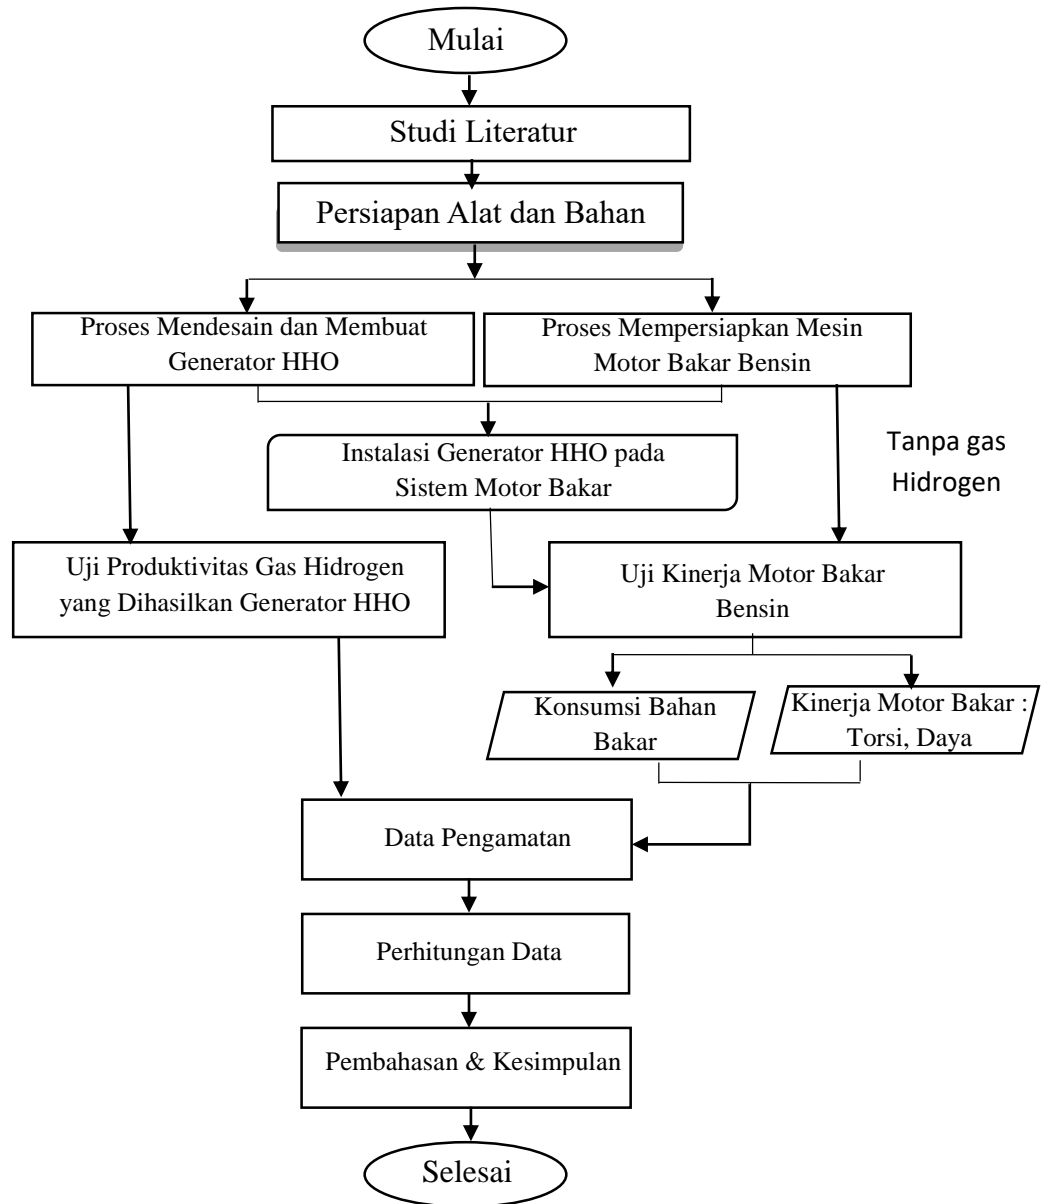 Mulai
Studi Literatur
Persiapan Alat dan Bahan
Proses Mendesain dan Membuat
Generator HHO
Proses Mempersiapkan Mesin
Motor Bakar Bensin
Instalasi Generator HHO pada
Sistem Motor Bakar
Tanpa gas
Hidrogen
Uji Produktivitas Gas Hidrogen
yang Dihasilkan Generator HHO
Uji Kinerja Motor Bakar
Bensin
Konsumsi Bahan
Bakar
Kinerja Motor Bakar :
Torsi, Daya
Data Pengamatan
Perhitungan Data
Pembahasan & Kesimpulan
Selesai